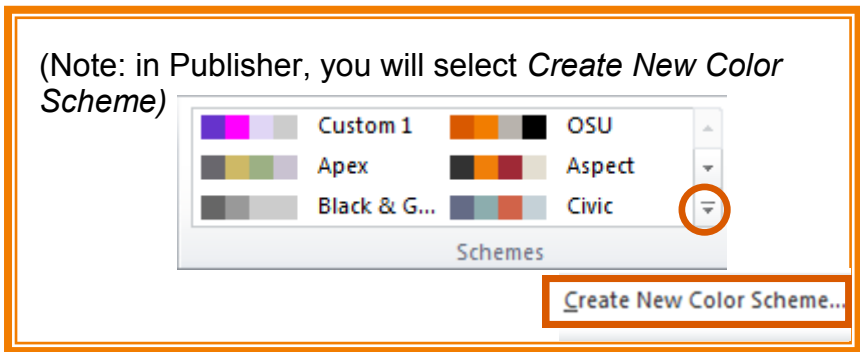 (Note: in Publisher, you will select Create New Color
Scheme)
Custom 1 OSU
Apex Aspect
Black & G... Civic
Schemes
Create New Color Scheme...